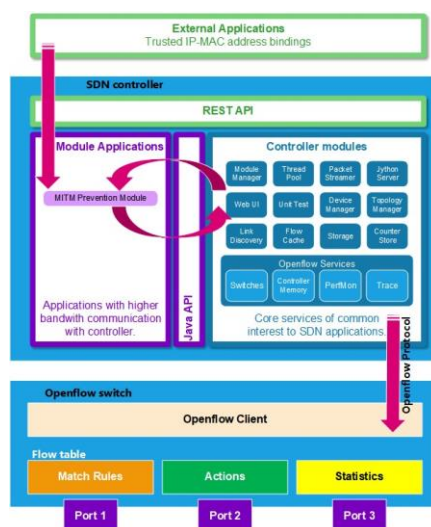 External Applications
Trusted IP-MAC address bindings
SDN controller
REST API
Module Applications
MITM Prevention Module
Applications with higher
bandwith communication
with controller.
Java API
Controller modules
Module
Manager
Thread
Pool
Packet
Streamer
Jython
Server
Web UI
Unit Test
Device
Manager
Topology
Manager
Link
Discovery
Flow
Cache
Storage
Counter
Store
Openflow Services
Switches
Controller
Memory
PerfMon
Trace
Core services of common
interest to SDN applications.
Openflow Protocol
Openflow switch
Openflow Client
Flow table
Match Rules
Actions
Statistics
Port 1
Port 2
Port 3